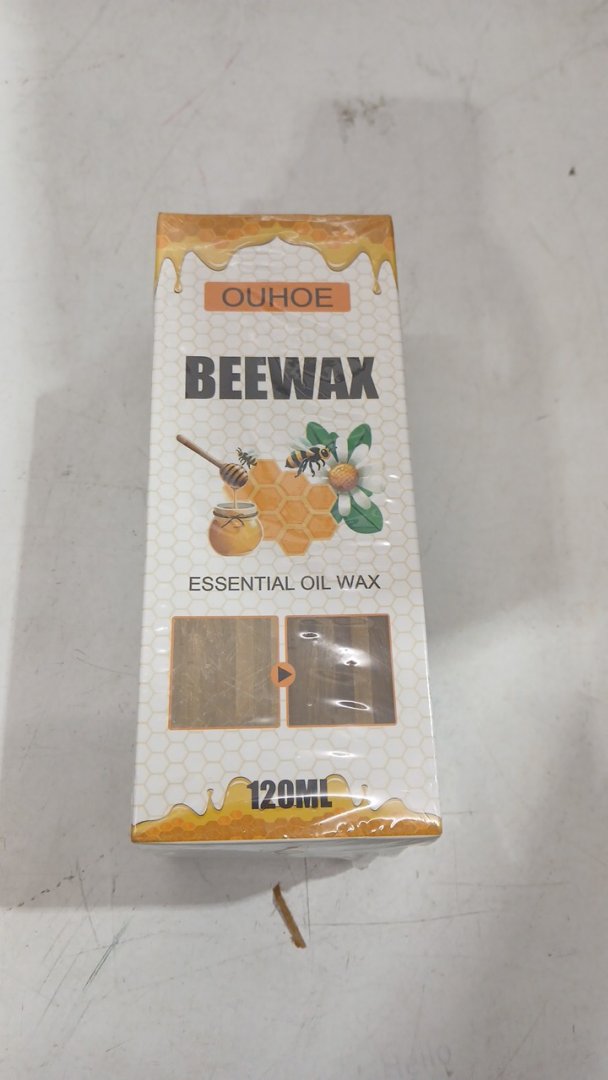 OUHOE
BEEWAX
ESSENTIAL OIL WAX
120ML